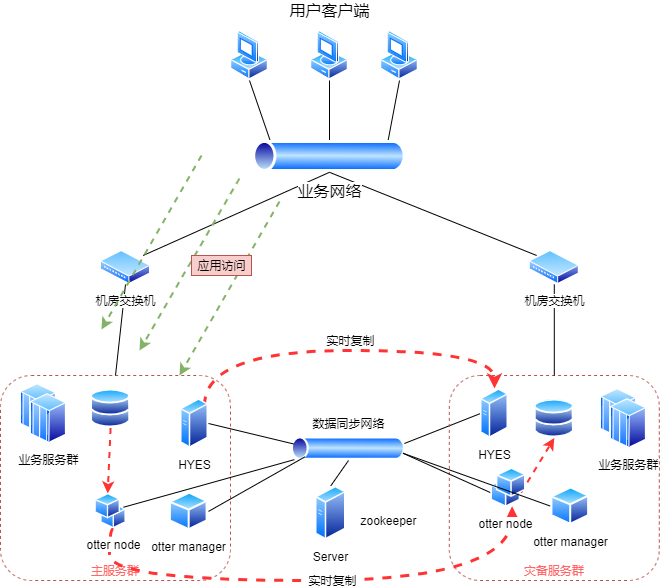 用户客户端
业务网络
应用访问
机房交换机
机房交换机
实时复制
数据同步网络
业务服务群
HYES
HYES
业务服务群
zookeeper
Server
otter node
otter manager
otter node
otter manager
主服务群
实时复制
灾备服务群